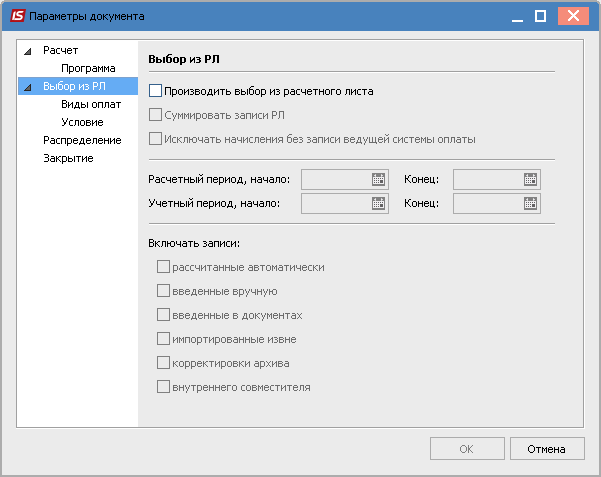 IS Параметры документа
Расчет
Программа
Выбор из РЛ
Виды оплат
Условие
Распределение
Закрытие
Выбор из РЛ
Производить выбор из расчетного листа
Суммировать записи РЛ
Исключать начисления без записи ведущей системы оплаты
Расчетный период, начало: Конец:
Учетный период, начало: Конец:
Включать записи:
рассчитанные автоматически
введенные вручную
введенные в документах
импортированные извне
корректировки архива
внутреннего совместителя
OK Отмена